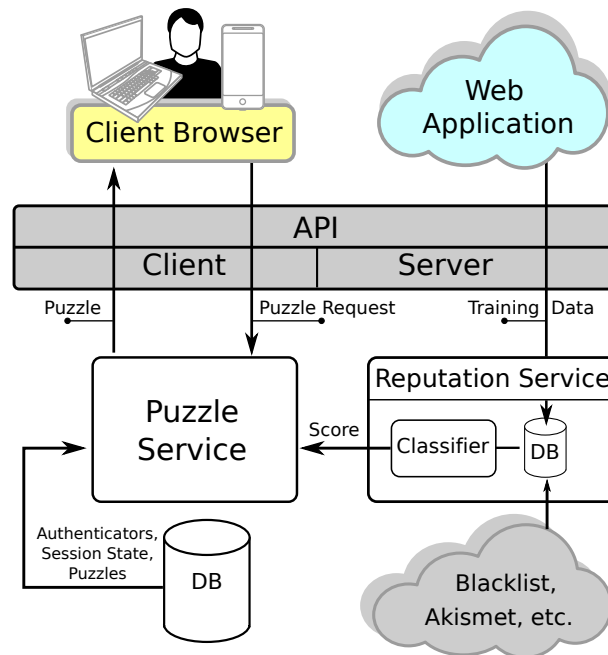 Client Browser
Web
Application
API
Client
Server
Puzzle
Puzzle Request
Training Data
Puzzle
Service
Reputation Service
Score
Classifier
DB
Authenticators,
Session State,
Puzzles
DB
Blacklist,
Akismet, etc.